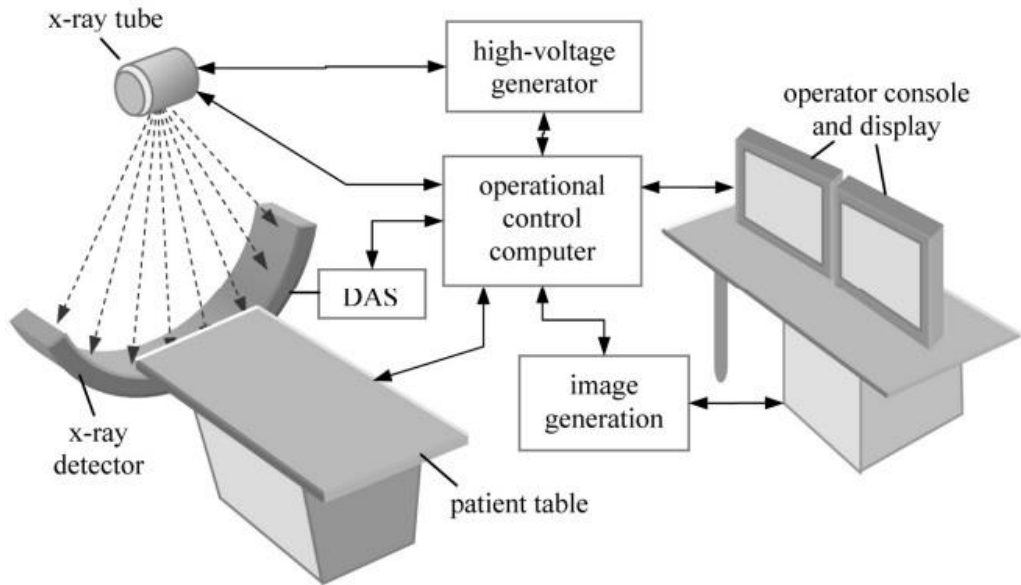 x-ray tube
high-voltage
generator
operator console
and display
operational
control
computer
DAS
image
generation
x-ray
detector
patient table